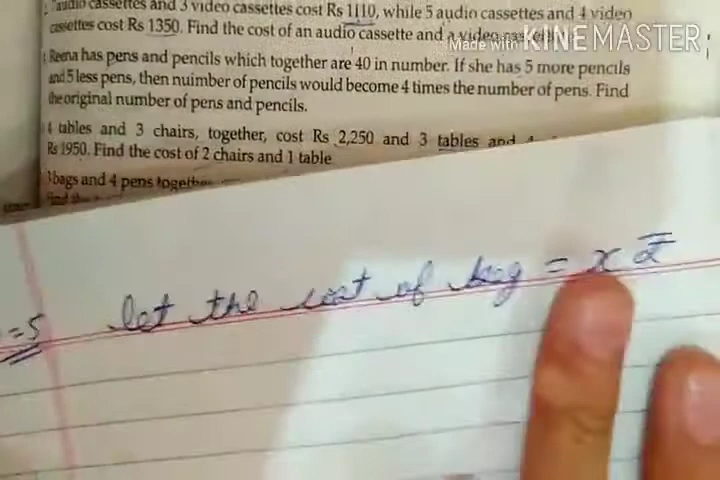 audio cassettes and 3 video cassettes cost Rs 1110, while 5 audio cassettes and 4 video
cassettes cost Rs 1350. Find the cost of an audio cassette and a video
Made with KINEMASTER
Reena has pens and pencils which together are 40 in number. If she has 5 more pencils
and 5 less pens, then nuimber of pencils would become 4 times the number of pens. Find
the original number of pens and pencils.
4 tables and 3 chairs, together, cost Rs 2,250 and 3 tables and
Rs 1950. Find the cost of 2 chairs and 1 table
bags and 4 pens together
Find the
let the cost of bag = x ₹
=5